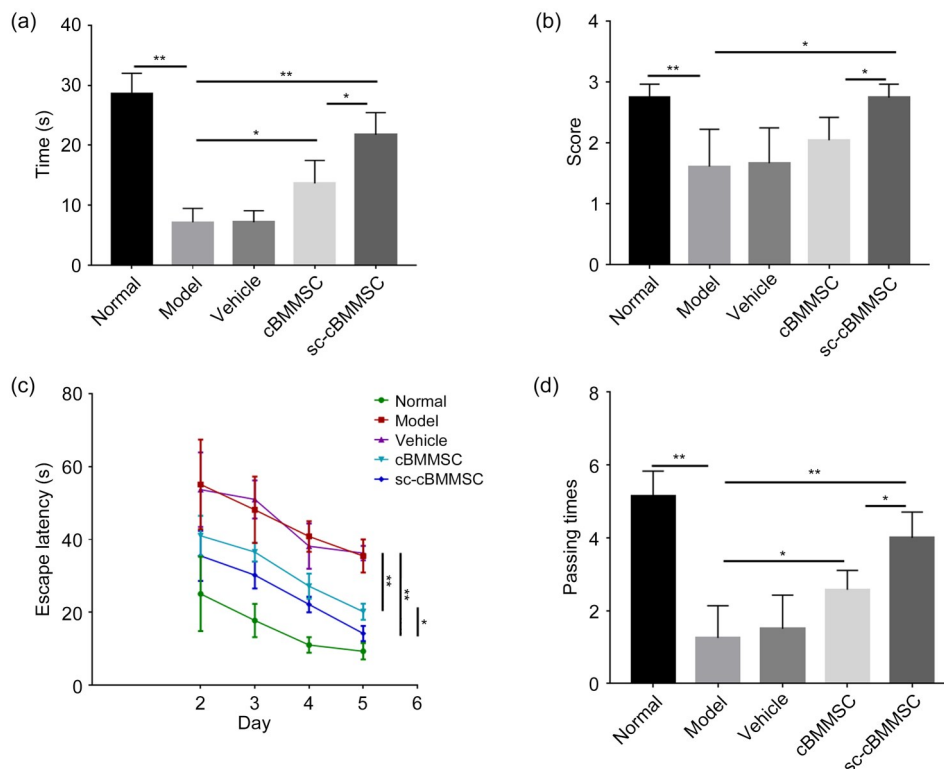 (a)
40
30
20
10
0
Time (s)
**
**
*
*
Normal
Model
Vehicle
cBMMSC
sc-cBMMSC
(b)
4
3
2
1
0
Score
*
**
*
Normal
Model
Vehicle
cBMMSC
sc-cBMMSC
(c)
80
60
40
20
0
Escape latency (s)
Normal
Model
Vehicle
cBMMSC
sc-cBMMSC
**
**
*
2 3 4 5 6
Day
(d)
8
6
4
2
0
Passing times
**
**
*
*
Normal
Model
Vehicle
cBMMSC
sc-cBMMSC